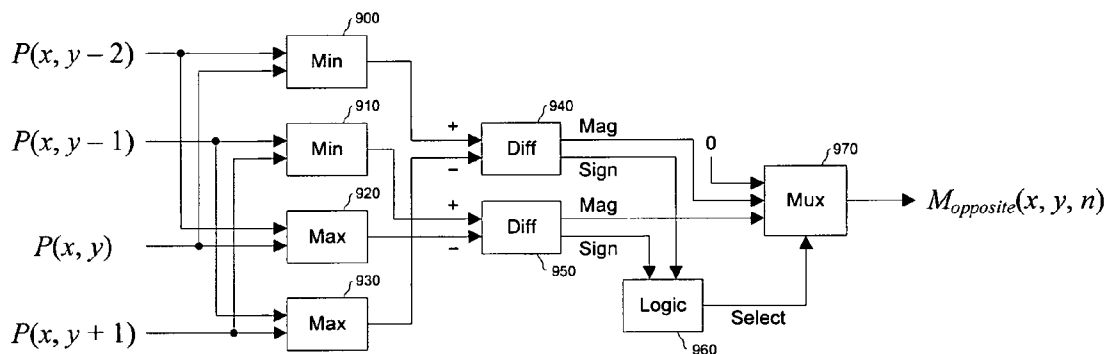 900
P(x, y – 2)
Min
910
940
P(x, y – 1)
Min
+
Diff
Mag
–
Sign
0
970
Mux
M_opposite(x, y, n)
920
+
Mag
P(x, y)
Max
–
Diff
Sign
950
930
Logic
Select
P(x, y + 1)
Max
960